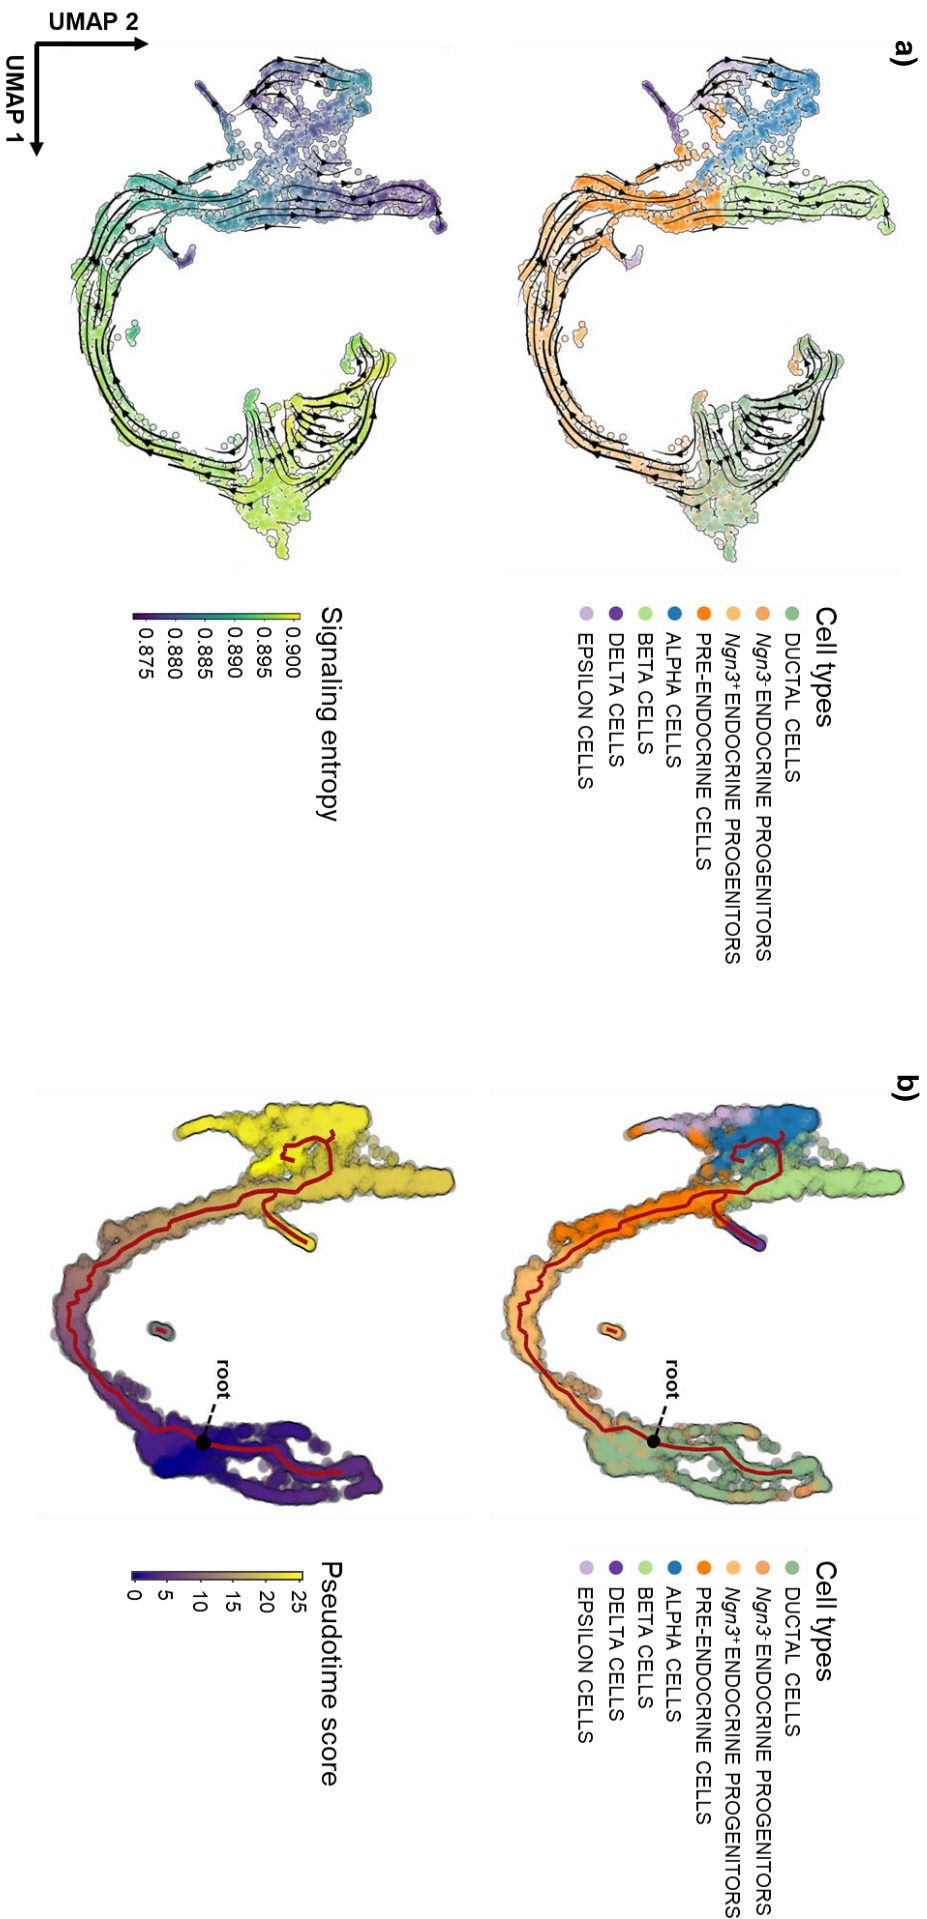 a)
Cell types
DUCTAL CELLS
Ngn3- ENDOCRINE PROGENITORS
Ngn3+ ENDOCRINE PROGENITORS
PRE-ENDOCRINE CELLS
ALPHA CELLS
BETA CELLS
DELTA CELLS
EPSILON CELLS
Signaling entropy
0.900
0.895
0.890
0.885
0.880
0.875
UMAP 2
UMAP 1
b)
root
Cell types
DUCTAL CELLS
Ngn3- ENDOCRINE PROGENITORS
Ngn3+ ENDOCRINE PROGENITORS
PRE-ENDOCRINE CELLS
ALPHA CELLS
BETA CELLS
DELTA CELLS
EPSILON CELLS
root
Pseudotime score
25
20
15
10
5
0